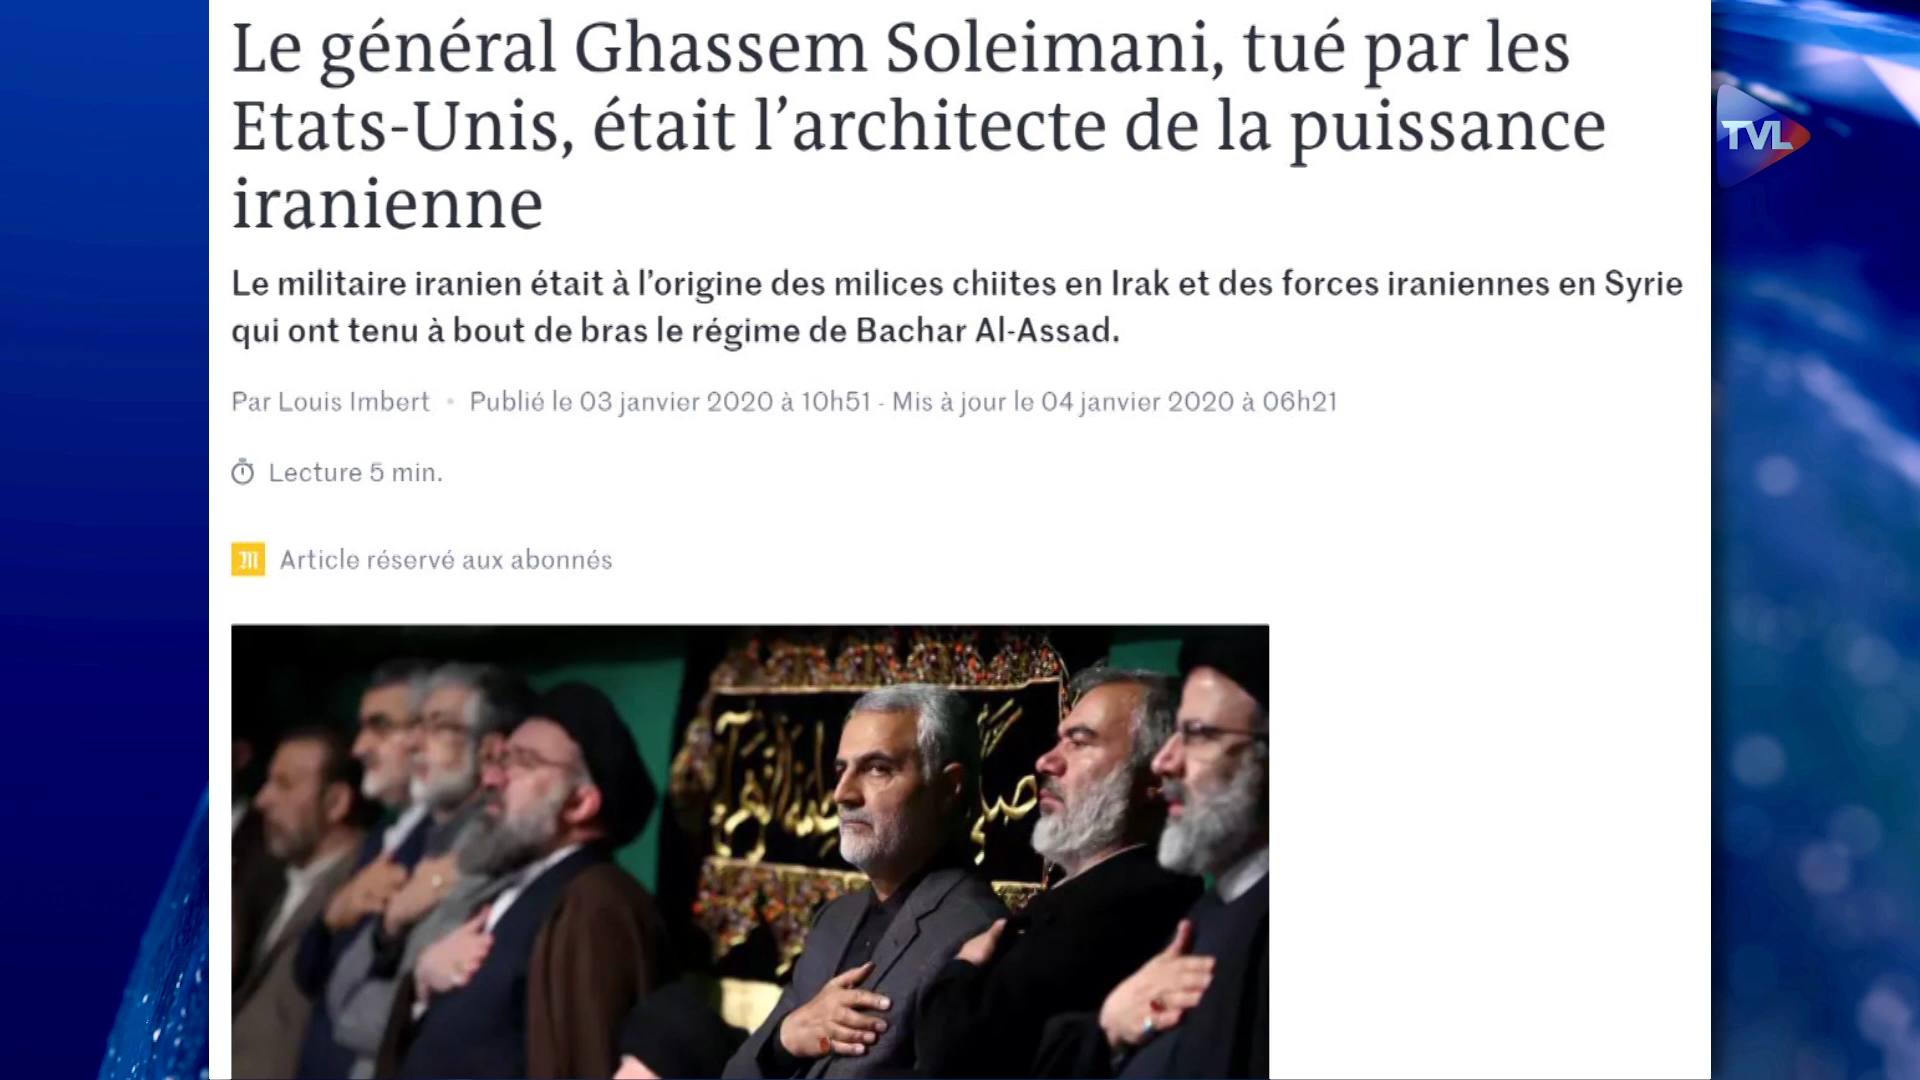 Le général Ghassem Soleimani, tué par les
Etats-Unis, était l’architecte de la puissance
iranienne
TVL
Le militaire iranien était à l’origine des milices chiites en Irak et des forces iraniennes en Syrie
qui ont tenu à bout de bras le régime de Bachar Al-Assad.
Par Louis Imbert • Publié le 03 janvier 2020 à 10h51 - Mis à jour le 04 janvier 2020 à 06h21
Lecture 5 min.
M Article réservé aux abonnés